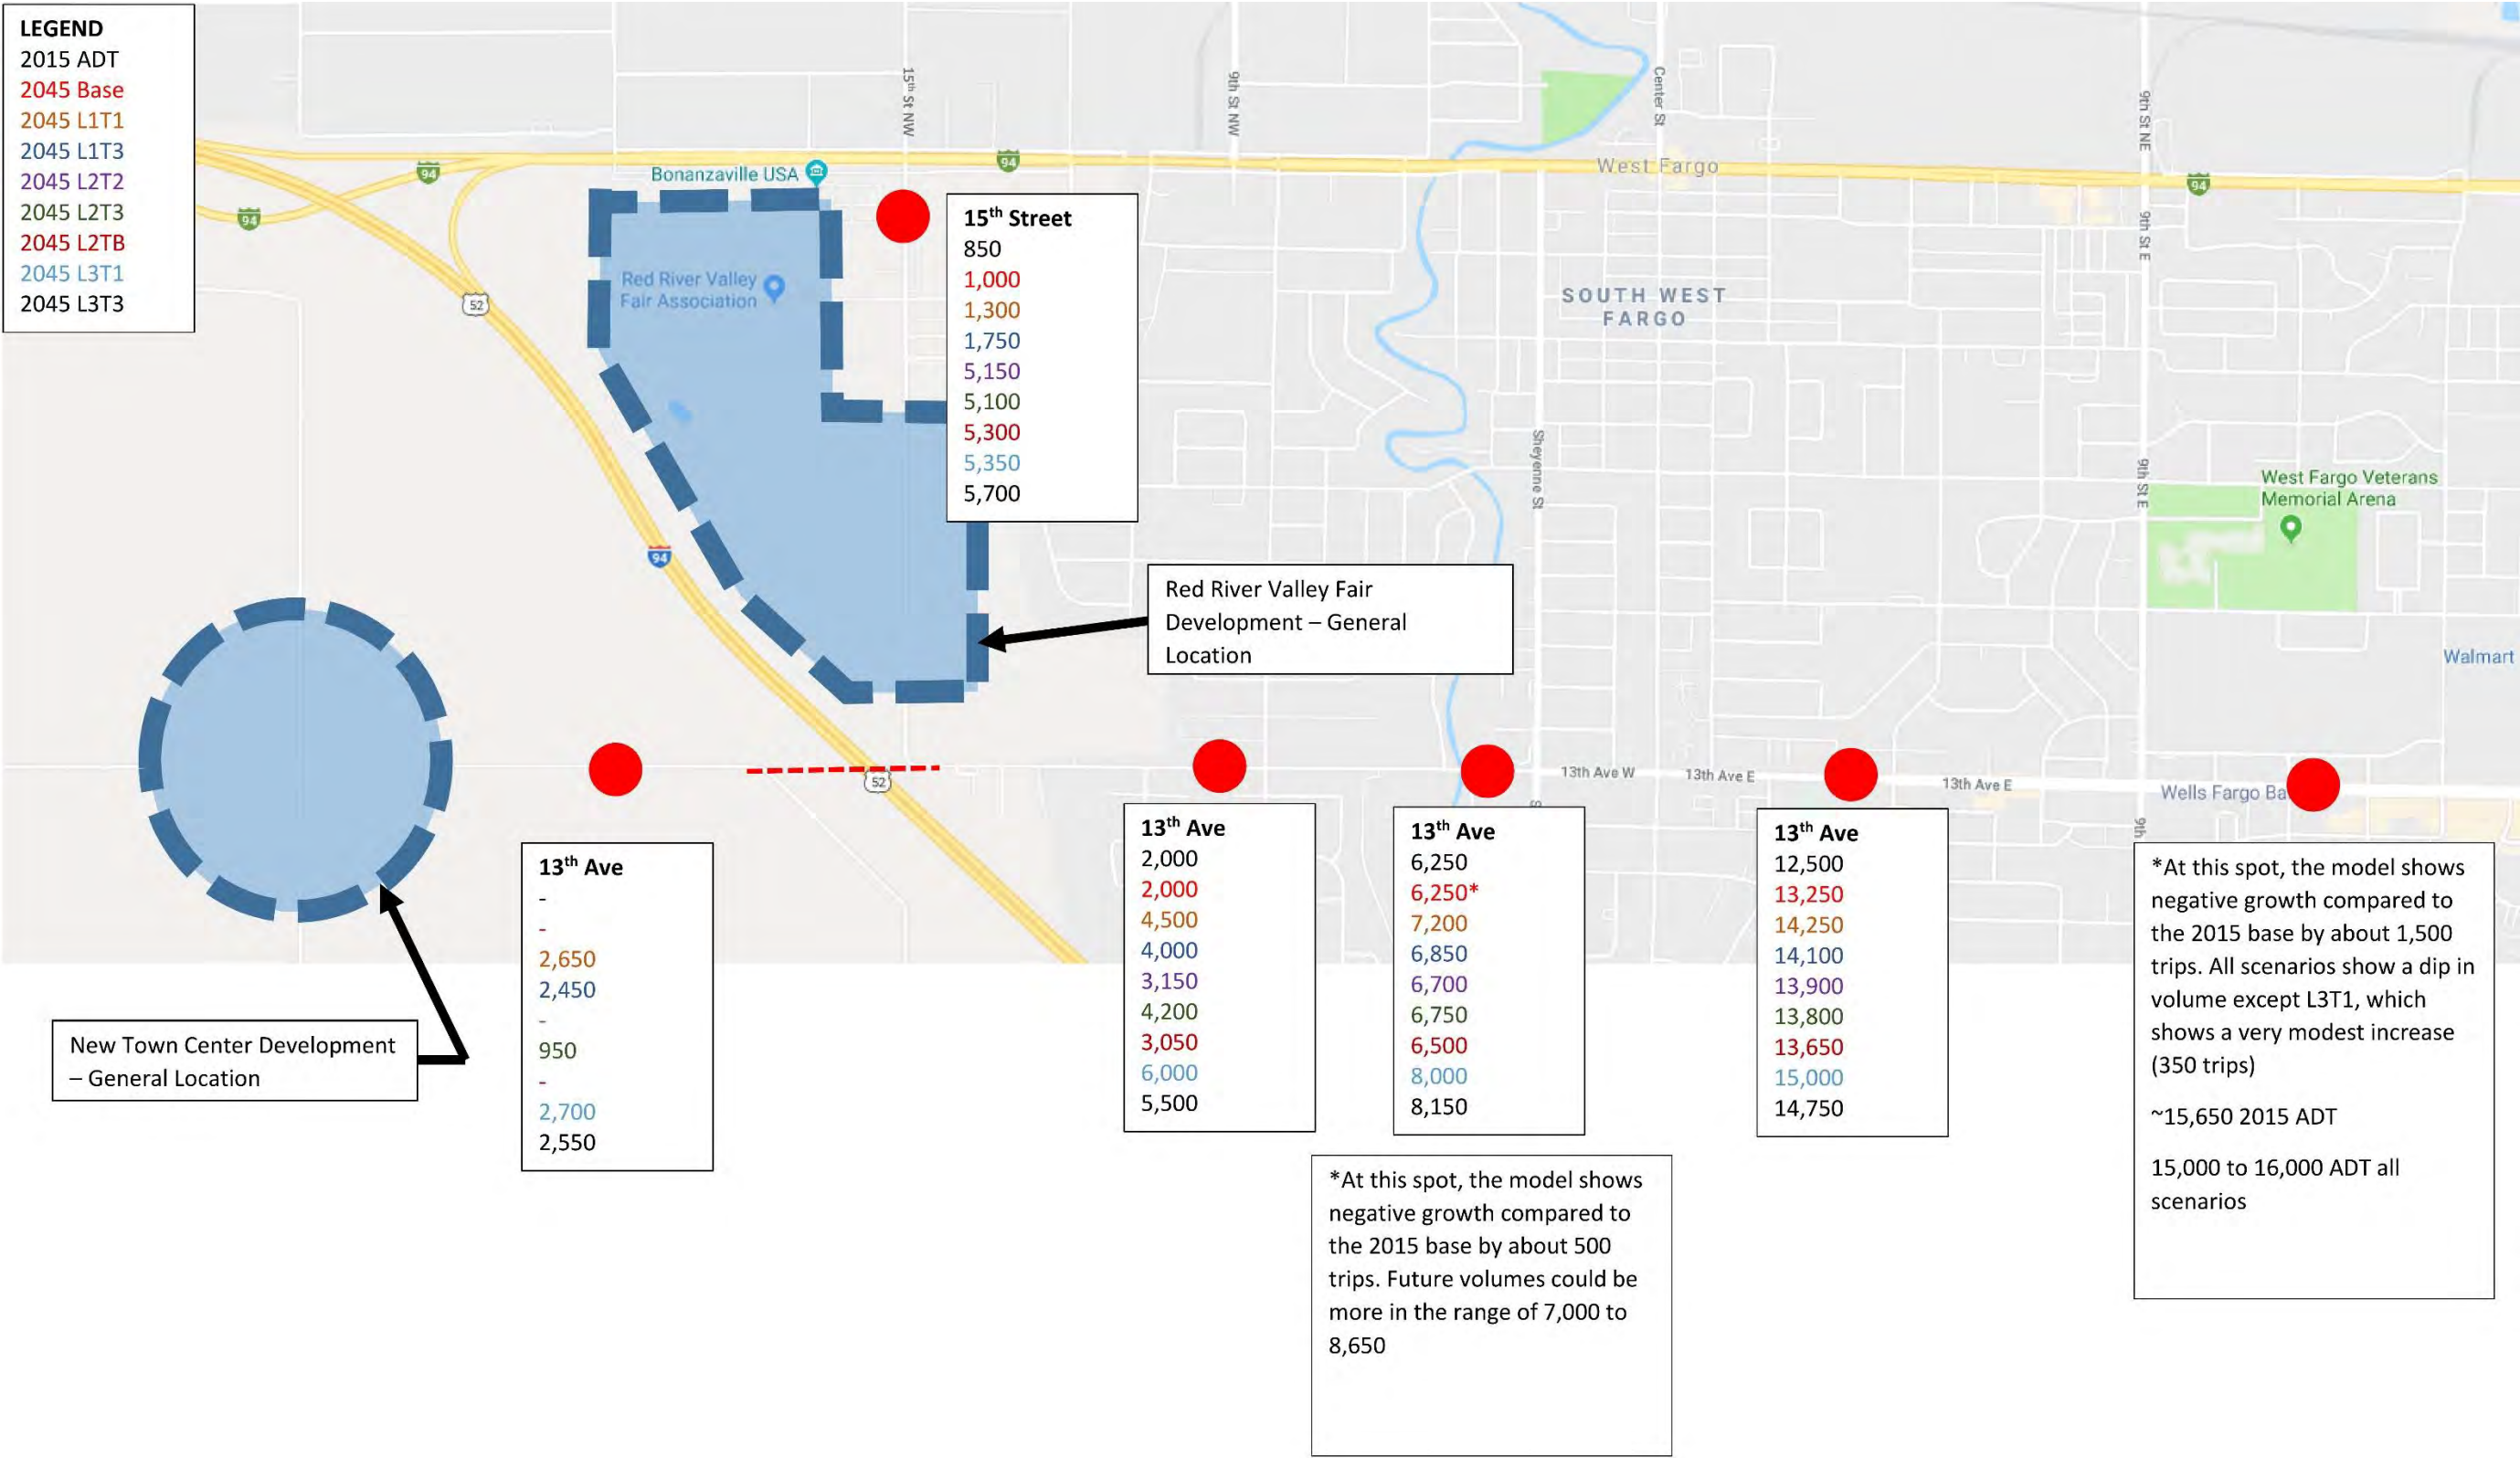 LEGEND
2015 ADT
2045 Base
2045 L1T1
2045 L1T3
2045 L2T2
2045 L2T3
2045 L2TB
2045 L3T1
2045 L3T3
15th St NW
9th St NW
Center St
9th St NE
94
94
94
94
Bonanzaville USA
West Fargo
9th St E
15th Street
850
1,000
1,300
1,750
5,150
5,100
5,300
5,350
5,700
Red River Valley
Fair Association
52
SOUTH WEST
FARGO
Sheyenne St
9th St E
West Fargo Veterans
Memorial Arena
94
Red River Valley Fair
Development – General
Location
Walmart
52
13th Ave W
13th Ave E
13th Ave E
Wells Fargo Ba
S
9th
13th Ave
-
-
2,650
2,450
-
950
-
2,700
2,550
13th Ave
2,000
2,000
4,500
4,000
3,150
4,200
3,050
6,000
5,500
13th Ave
6,250
6,250*
7,200
6,850
6,700
6,750
6,500
8,000
8,150
13th Ave
12,500
13,250
14,250
14,100
13,900
13,800
13,650
15,000
14,750
*At this spot, the model shows
negative growth compared to
the 2015 base by about 1,500
trips. All scenarios show a dip in
volume except L3T1, which
shows a very modest increase
(350 trips)
~15,650 2015 ADT
15,000 to 16,000 ADT all
scenarios
New Town Center Development
– General Location
*At this spot, the model shows
negative growth compared to
the 2015 base by about 500
trips. Future volumes could be
more in the range of 7,000 to
8,650